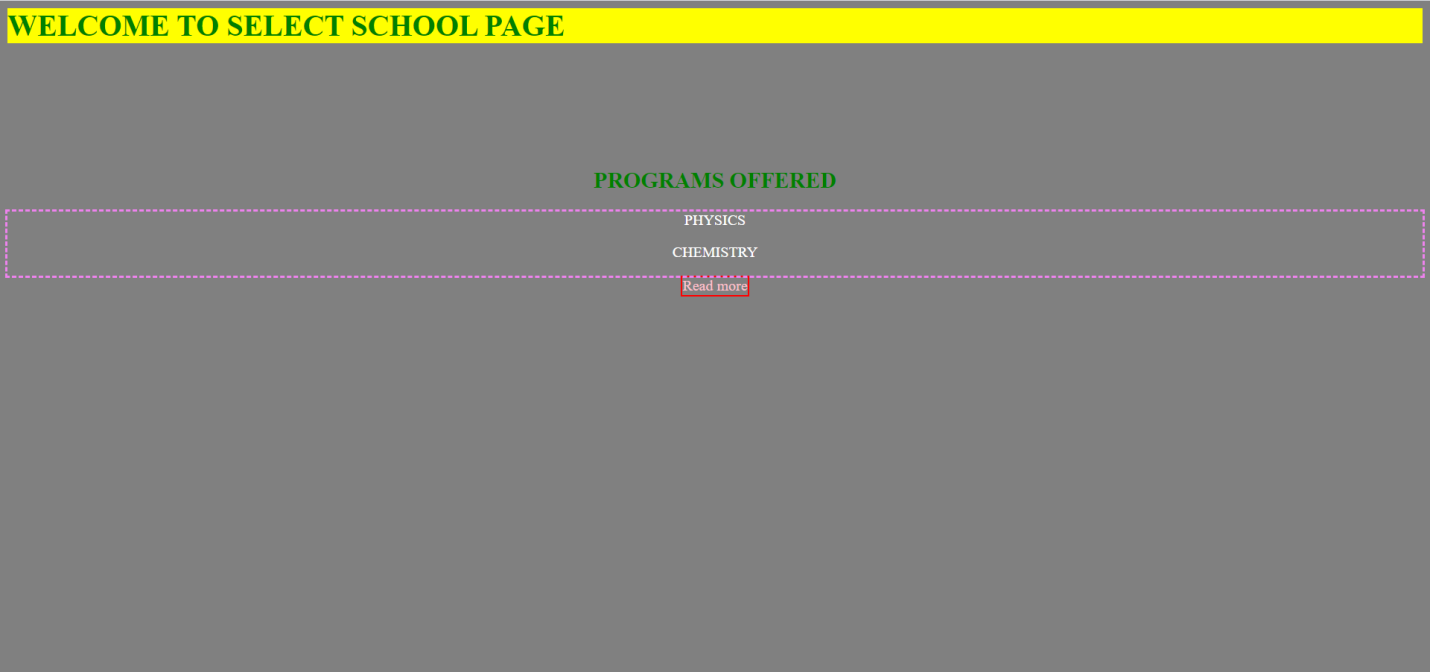 WELCOME TO SELECT SCHOOL PAGE
PROGRAMS OFFERED
PHYSICS
CHEMISTRY
Read more